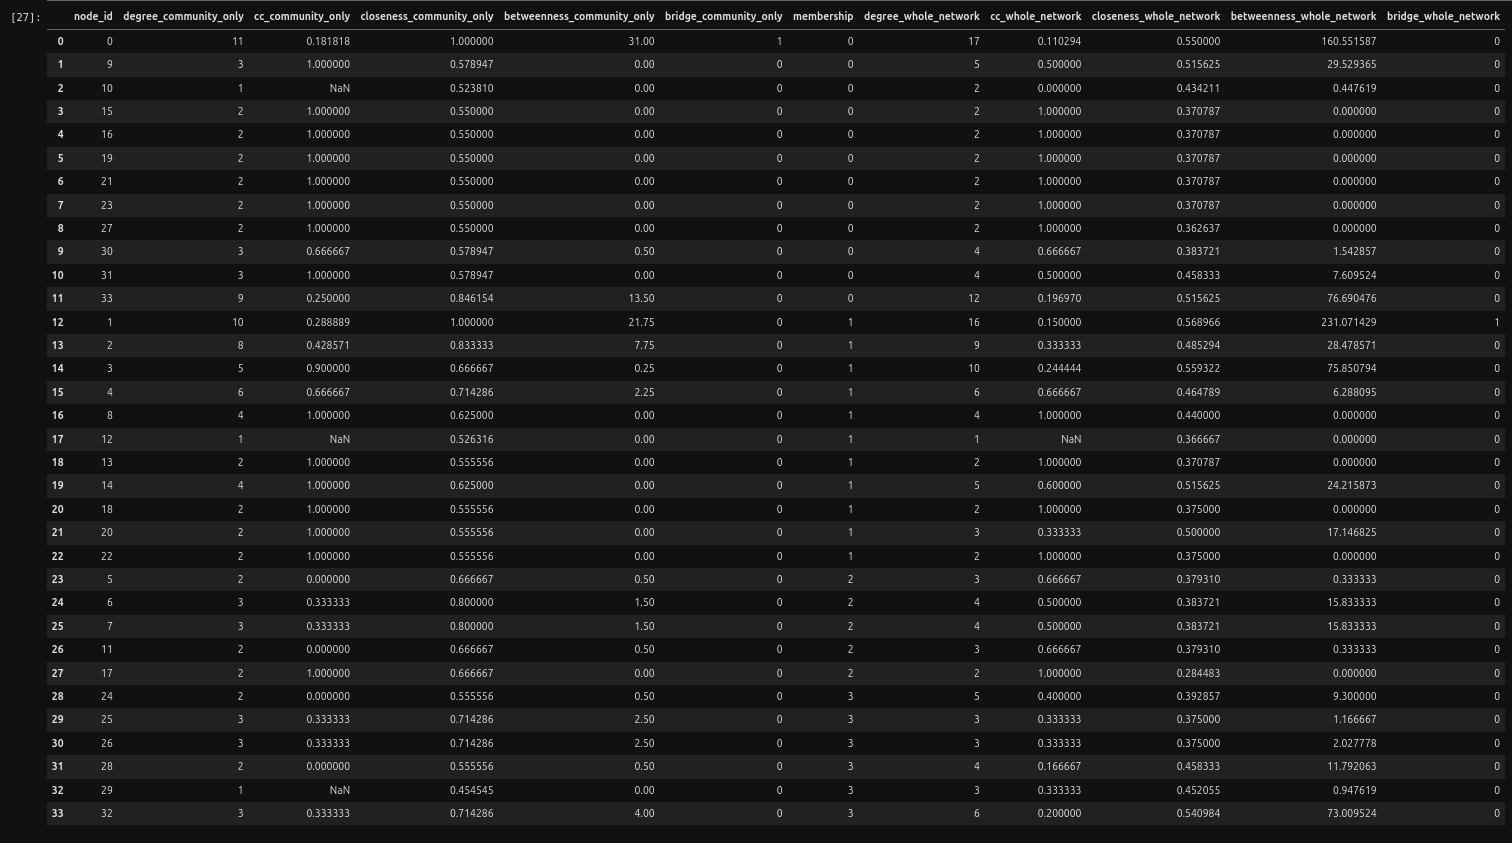 [27]: node_id degree_community_only cc_community_only closeness_community_only betweenness_community_only bridge_community_only membership degree_whole_network cc_whole_network closeness_whole_network betweenness_whole_network bridge_whole_network
0 0 11 0.181818 1.000000 31.00 1 0 17 0.110294 0.550000 160.551587 0
1 9 3 1.000000 0.578947 0.00 0 0 5 0.500000 0.515625 29.529365 0
2 10 1 NaN 0.523810 0.00 0 0 2 0.000000 0.434211 0.447619 0
3 15 2 1.000000 0.550000 0.00 0 0 2 1.000000 0.370787 0.000000 0
4 16 2 1.000000 0.550000 0.00 0 0 2 1.000000 0.370787 0.000000 0
5 19 2 1.000000 0.550000 0.00 0 0 2 1.000000 0.370787 0.000000 0
6 21 2 1.000000 0.550000 0.00 0 0 2 1.000000 0.370787 0.000000 0
7 23 2 1.000000 0.550000 0.00 0 0 2 1.000000 0.370787 0.000000 0
8 27 2 1.000000 0.550000 0.00 0 0 2 1.000000 0.362637 0.000000 0
9 30 3 0.666667 0.578947 0.50 0 0 4 0.666667 0.383721 1.542857 0
10 31 3 1.000000 0.578947 0.00 0 0 4 0.500000 0.458333 7.609524 0
11 33 9 0.250000 0.846154 13.50 0 0 12 0.196970 0.515625 76.690476 0
12 1 10 0.288889 1.000000 21.75 0 1 16 0.150000 0.568966 231.071429 1
13 2 8 0.428571 0.833333 7.75 0 1 9 0.333333 0.485294 28.478571 0
14 3 5 0.900000 0.666667 0.25 0 1 10 0.244444 0.559322 75.850794 0
15 4 6 0.666667 0.714286 2.25 0 1 6 0.666667 0.464789 6.288095 0
16 8 4 1.000000 0.625000 0.00 0 1 4 1.000000 0.440000 0.000000 0
17 12 1 NaN 0.526316 0.00 0 1 1 NaN 0.366667 0.000000 0
18 13 2 1.000000 0.555556 0.00 0 1 2 1.000000 0.370787 0.000000 0
19 14 4 1.000000 0.625000 0.00 0 1 5 0.600000 0.515625 24.215873 0
20 18 2 1.000000 0.555556 0.00 0 1 2 1.000000 0.375000 0.000000 0
21 20 2 1.000000 0.555556 0.00 0 1 3 0.333333 0.500000 17.146825 0
22 22 2 1.000000 0.555556 0.00 0 1 2 1.000000 0.375000 0.000000 0
23 5 2 0.000000 0.666667 0.50 0 2 3 0.666667 0.379310 0.333333 0
24 6 3 0.333333 0.800000 1.50 0 2 4 0.500000 0.383721 15.833333 0
25 7 3 0.333333 0.800000 1.50 0 2 4 0.500000 0.383721 15.833333 0
26 11 2 0.000000 0.666667 0.50 0 2 3 0.666667 0.379310 0.333333 0
27 17 2 1.000000 0.666667 0.00 0 2 2 1.000000 0.284483 0.000000 0
28 24 2 0.000000 0.555556 0.50 0 3 5 0.400000 0.392857 9.300000 0
29 25 3 0.333333 0.714286 2.50 0 3 3 0.333333 0.375000 1.166667 0
30 26 3 0.333333 0.714286 2.50 0 3 3 0.333333 0.375000 2.027778 0
31 28 2 0.000000 0.555556 0.50 0 3 4 0.166667 0.458333 11.792063 0
32 29 1 NaN 0.454545 0.00 0 3 3 0.333333 0.452055 0.947619 0
33 32 3 0.333333 0.714286 4.00 0 3 6 0.200000 0.540984 73.009524 0